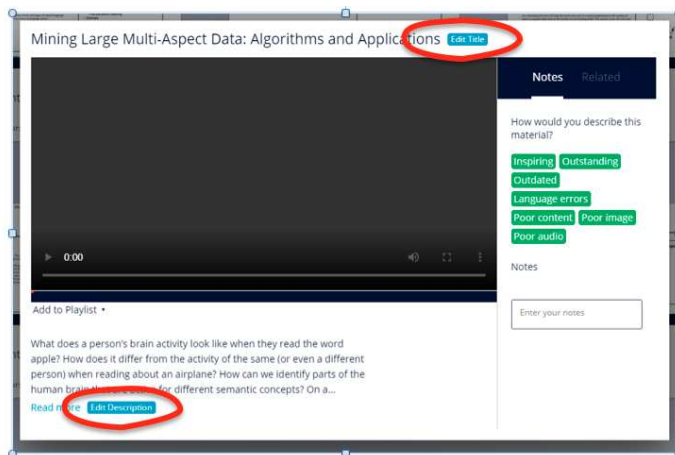 Mining Large Multi-Aspect Data: Algorithms and Applications Edit Title
Notes Related
How would you describe this
material?
Inspiring Outstanding
Outdated
Language errors
Poor content Poor image
Poor audio
Notes
Enter your notes
0:00
Add to Playlist
What does a person's brain activity look like when they read the word
apple? How does it differ from the activity of the same (or even a different
person) when reading about an airplane? How can we identify parts of the
human brain that are active for different semantic concepts? On a...
Read more Edit Description